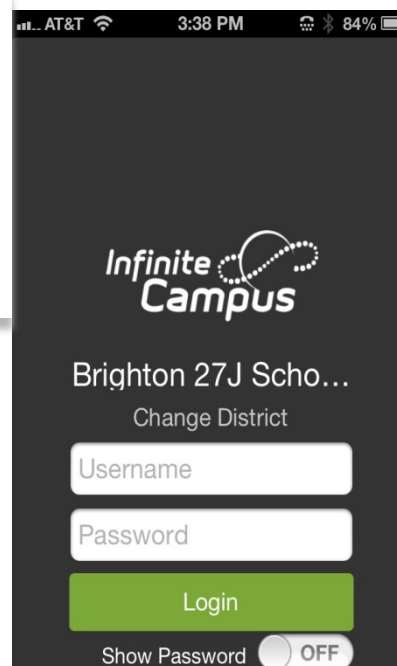 AT&T 3:38 PM 84%
Infinite
Campus
Brighton 27J Scho...
Change District
Username
Password
Login
Show Password OFF